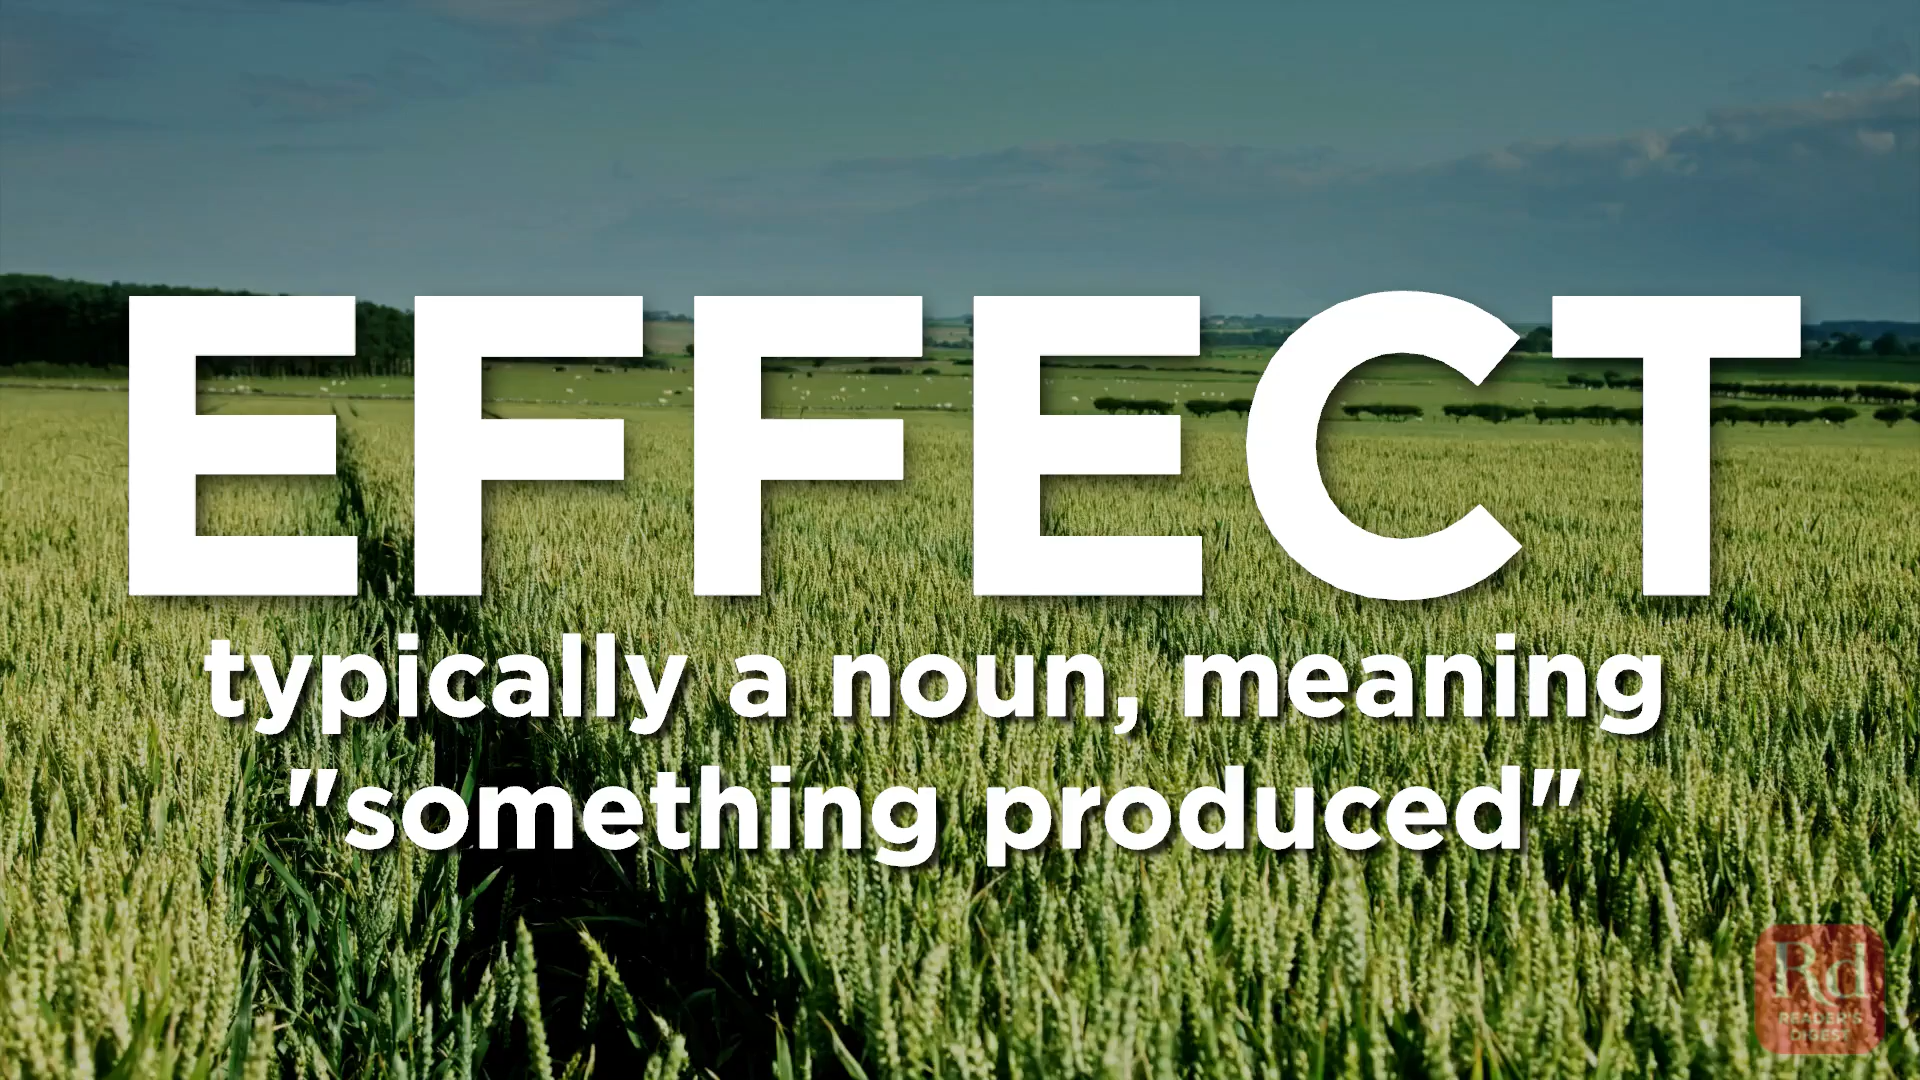 EFFECT
typically a noun, meaning
"something produced"
Rd
READER'S
DIGEST